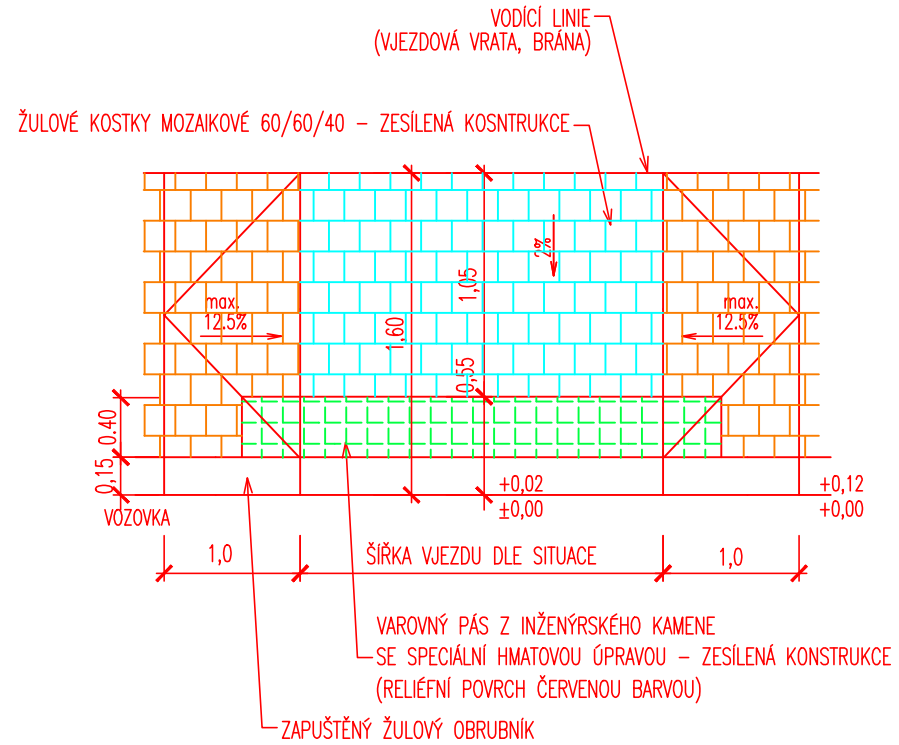 VODÍCÍ LINIE
(VJEZDOVÁ VRATA, BRÁNA)
ŽULOVÉ KOSTKY MOZAIKOVÉ 60/60/40 – ZESÍLENÁ KOSNTRUKCE
2%
1,05
max.
12.5%
max.
12.5%
1,60
0,55
0.40
0,15
+0,02
±0,00
+0,12
+0,00
VOZOVKA
1,0
ŠÍŘKA VJEZDU DLE SITUACE
1,0
VAROVNÝ PÁS Z INŽENÝRSKÉHO KAMENE
SE SPECIÁLNÍ HMATOVOU ÚPRAVOU – ZESÍLENÁ KONSTRUKCE
(RELIÉFNÍ POVRCH ČERVENOU BARVOU)
ZAPUŠTĚNÝ ŽULOVÝ OBRUBNÍK